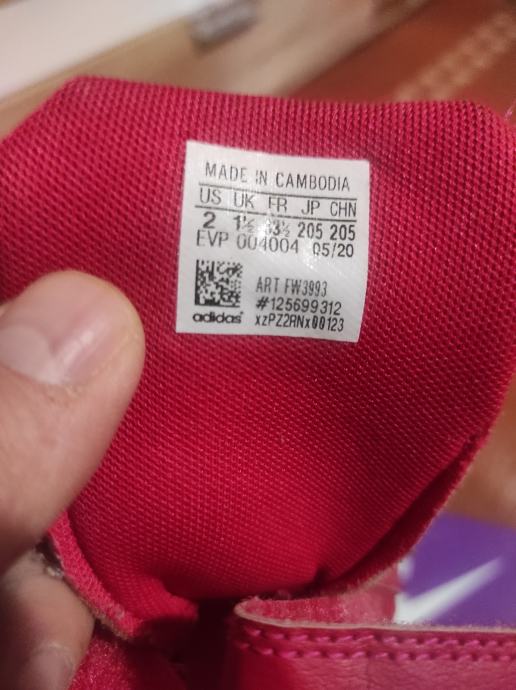 MADE IN CAMBODIA
US UK FR JP CHN
2 1½ 33½ 205 205
EVP 004004 05/20
ART FW3993
#125699312
adidas xzPZ2RNx00123